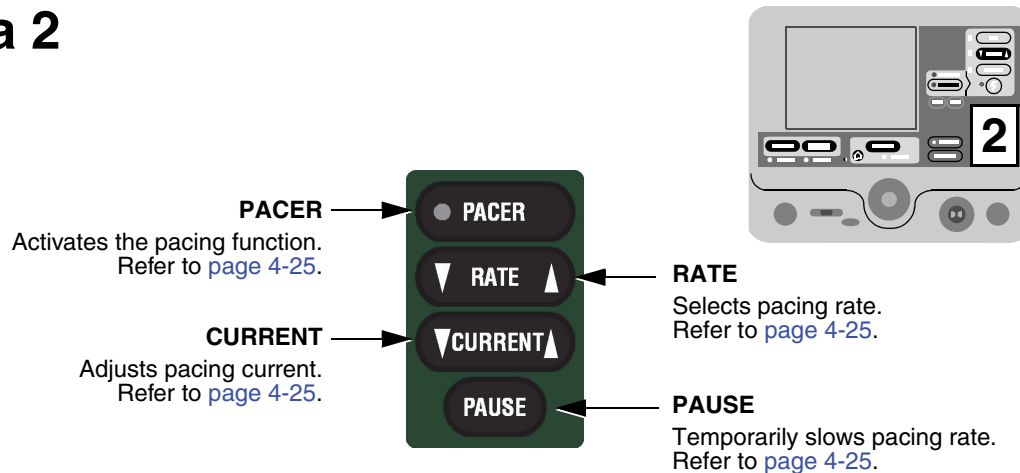 a 2
2
PACER
Activates the pacing function.
Refer to page 4-25.
CURRENT
Adjusts pacing current.
Refer to page 4-25.
PACER
RATE
CURRENT
PAUSE
RATE
Selects pacing rate.
Refer to page 4-25.
PAUSE
Temporarily slows pacing rate.
Refer to page 4-25.